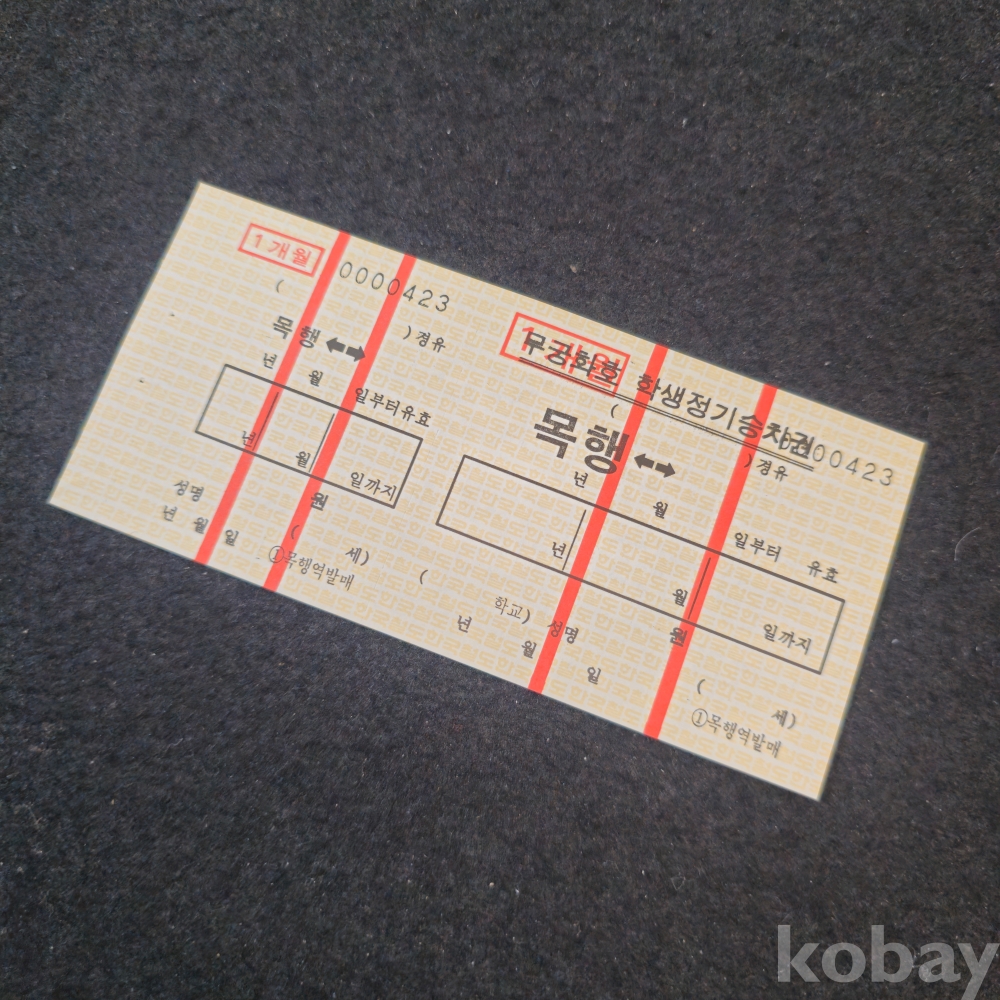 1개월
0000423
( )경유
목행 ↔
년 월 일부터유효
년 월 일까지
성명 원
년 월 일 ( 세)
①목행역발매
1개월
무궁화호 학생정기승차권
0000423
( )경유
목행 ↔
년 월 일부터 유효
년 월 일까지
( 학교) 성명 원
년 월 일 ( 세)
①목행역발매
kobay